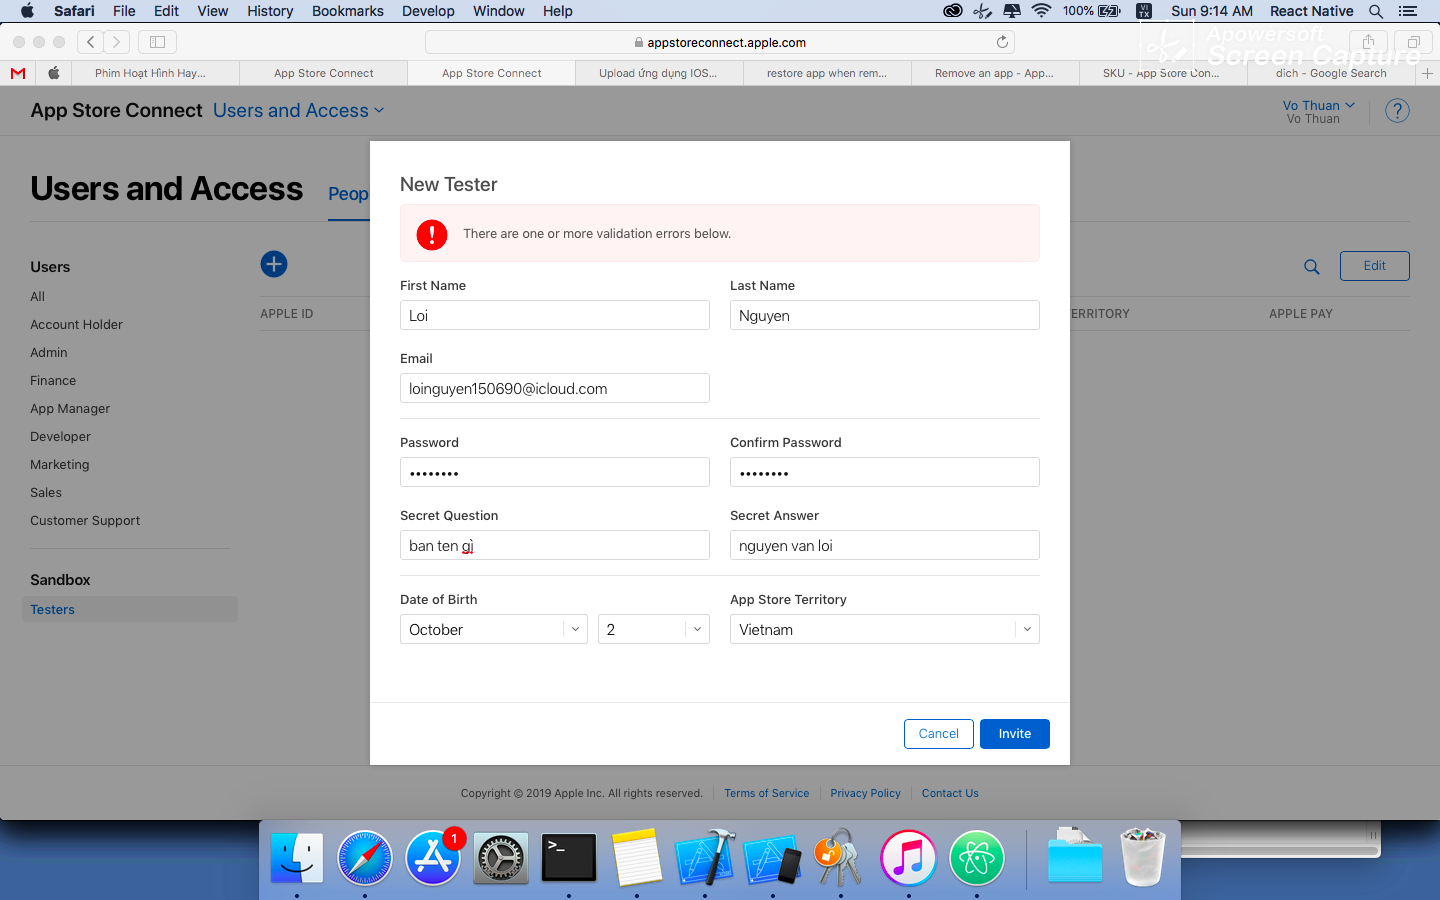 Safari File Edit View History Bookmarks Develop Window Help 100% VI TX Sun 9:14 AM React Native
appstoreconnect.apple.com
Apowersoft
Screen Capture
Phim Hoạt Hình Hay... App Store Connect App Store Connect Upload ứng dụng IOS... restore app when rem... Remove an app - App... SKU - App Store Con... dich - Google Search
App Store Connect Users and Access Vo Thuan
Vo Thuan
?
Users and Access Peop
New Tester
There are one or more validation errors below.
Users
All
Account Holder
Admin
Finance
App Manager
Developer
Marketing
Sales
Customer Support
Sandbox
Testers
APPLE ID ERRITORY APPLE PAY
Edit
First Name Last Name
Loi Nguyen
Email
loinguyen150690@icloud.com
Password Confirm Password
•••••••• ••••••••
Secret Question Secret Answer
ban ten gì nguyen van loi
Date of Birth App Store Territory
October 2 Vietnam
Cancel Invite
Copyright © 2019 Apple Inc. All rights reserved. Terms of Service Privacy Policy Contact Us
1
>_